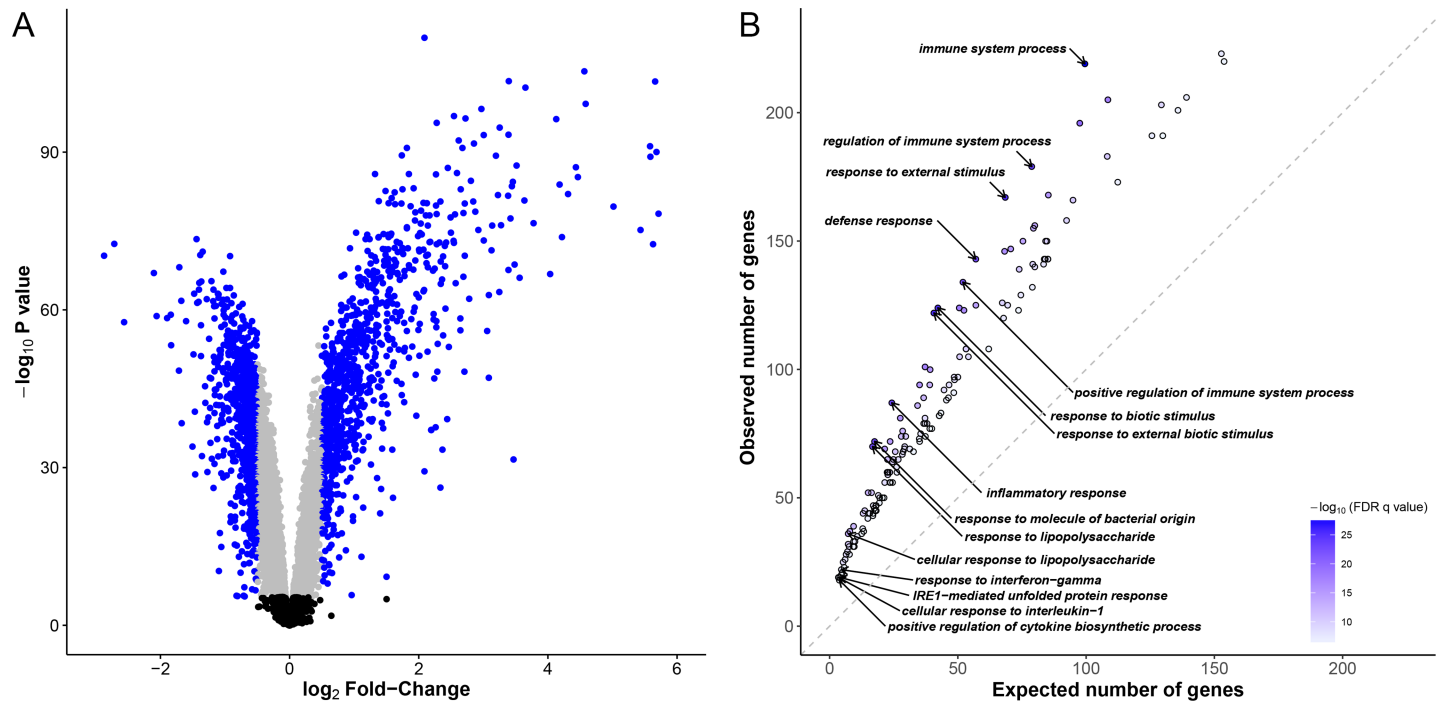 A
−log₁₀ P value
90
60
30
0
−2
0
2
4
6
log₂ Fold−Change
B
Observed number of genes
200
150
100
50
0
immune system process
regulation of immune system process
response to external stimulus
defense response
positive regulation of immune system process
response to biotic stimulus
response to external biotic stimulus
inflammatory response
response to molecule of bacterial origin
response to lipopolysaccharide
cellular response to lipopolysaccharide
response to interferon−gamma
IRE1−mediated unfolded protein response
cellular response to interleukin−1
positive regulation of cytokine biosynthetic process
−log₁₀ (FDR q value)
25
20
15
10
0
50
100
150
200
Expected number of genes